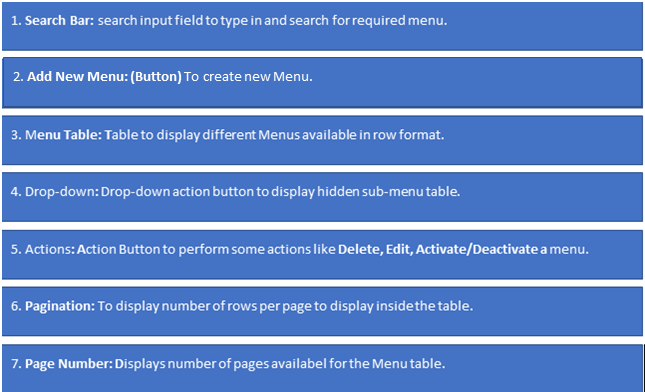 1. Search Bar: search input field to type in and search for required menu.
2. Add New Menu: (Button) To create new Menu.
3. Menu Table: Table to display different Menus available in row format.
4. Drop-down: Drop-down action button to display hidden sub-menu table.
5. Actions: Action Button to perform some actions like Delete, Edit, Activate/Deactivate a menu.
6. Pagination: To display number of rows per page to display inside the table.
7. Page Number: Displays number of pages availabel for the Menu table.